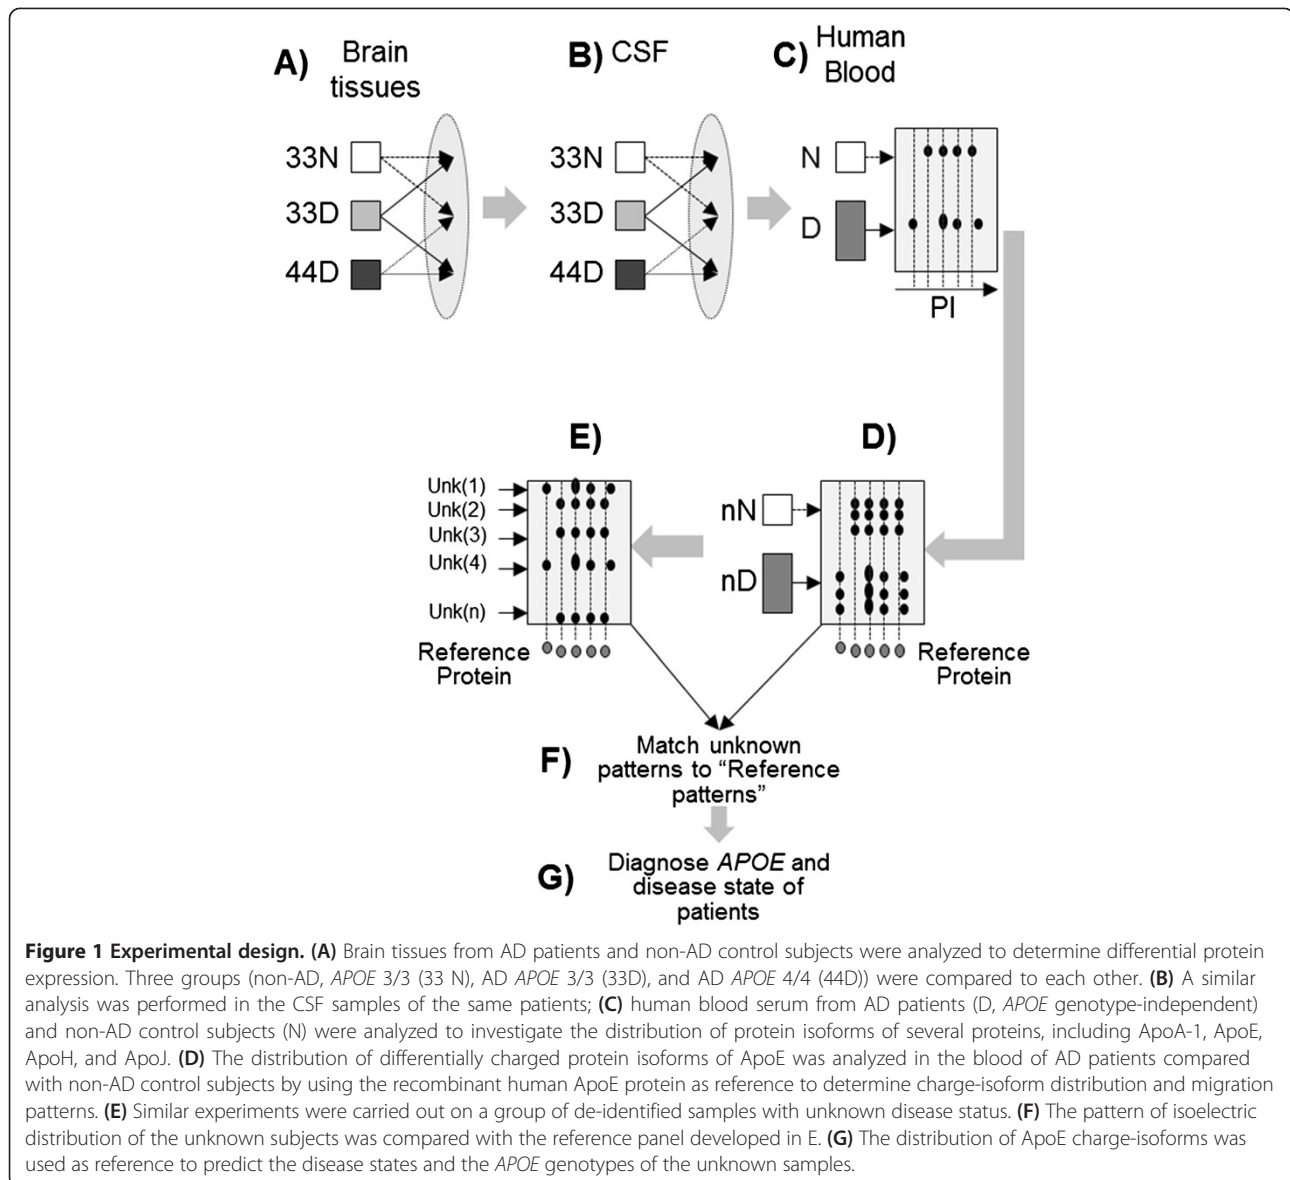 A) Brain tissues
33N
33D
44D
B) CSF
33N
33D
44D
C) Human Blood
N
D
PI
E)
Unk(1)
Unk(2)
Unk(3)
Unk(4)
Unk(n)
Reference
Protein
D)
nN
nD
Reference
Protein
F) Match unknown
patterns to “Reference
patterns”
G) Diagnose APOE and
disease state of
patients
Figure 1 Experimental design. (A) Brain tissues from AD patients and non-AD control subjects were analyzed to determine differential protein
expression. Three groups (non-AD, APOE 3/3 (33 N), AD APOE 3/3 (33D), and AD APOE 4/4 (44D)) were compared to each other. (B) A similar
analysis was performed in the CSF samples of the same patients; (C) human blood serum from AD patients (D, APOE genotype-independent)
and non-AD control subjects (N) were analyzed to investigate the distribution of protein isoforms of several proteins, including ApoA-1, ApoE,
ApoH, and ApoJ. (D) The distribution of differentially charged protein isoforms of ApoE was analyzed in the blood of AD patients compared
with non-AD control subjects by using the recombinant human ApoE protein as reference to determine charge-isoform distribution and migration
patterns. (E) Similar experiments were carried out on a group of de-identified samples with unknown disease status. (F) The pattern of isoelectric
distribution of the unknown subjects was compared with the reference panel developed in E. (G) The distribution of ApoE charge-isoforms was
used as reference to predict the disease states and the APOE genotypes of the unknown samples.